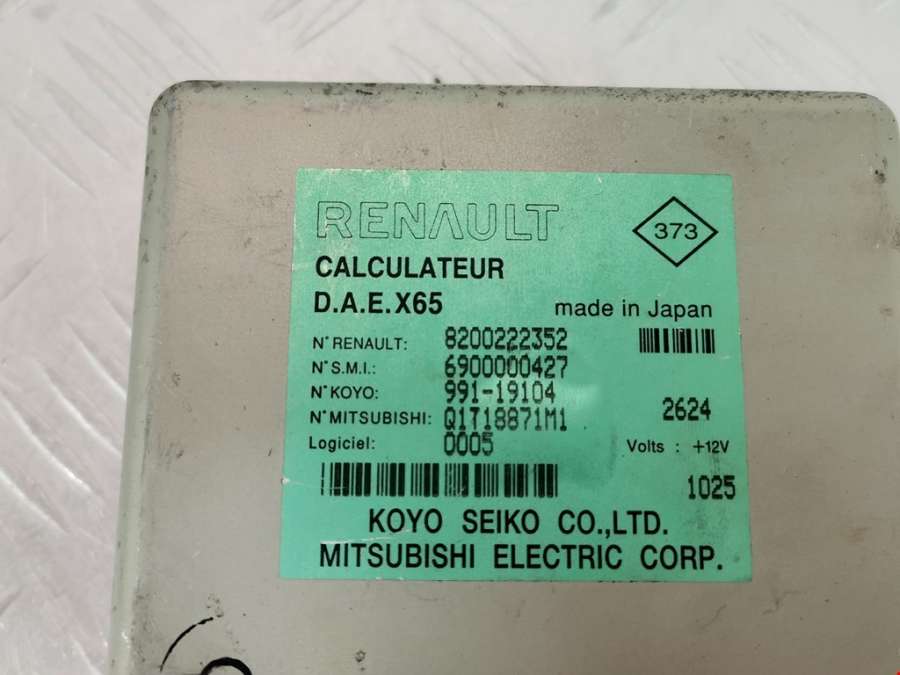 RENAULT
373
CALCULATEUR
D.A.E.X65
made in Japan
N° RENAULT: 8200222352
N° S.M.I.: 6900000427
N° KOYO: 991-19104
N° MITSUBISHI: Q1T18871M1
2624
Logiciel: 0005
Volts : +12V
1025
KOYO SEIKO CO.,LTD.
MITSUBISHI ELECTRIC CORP.